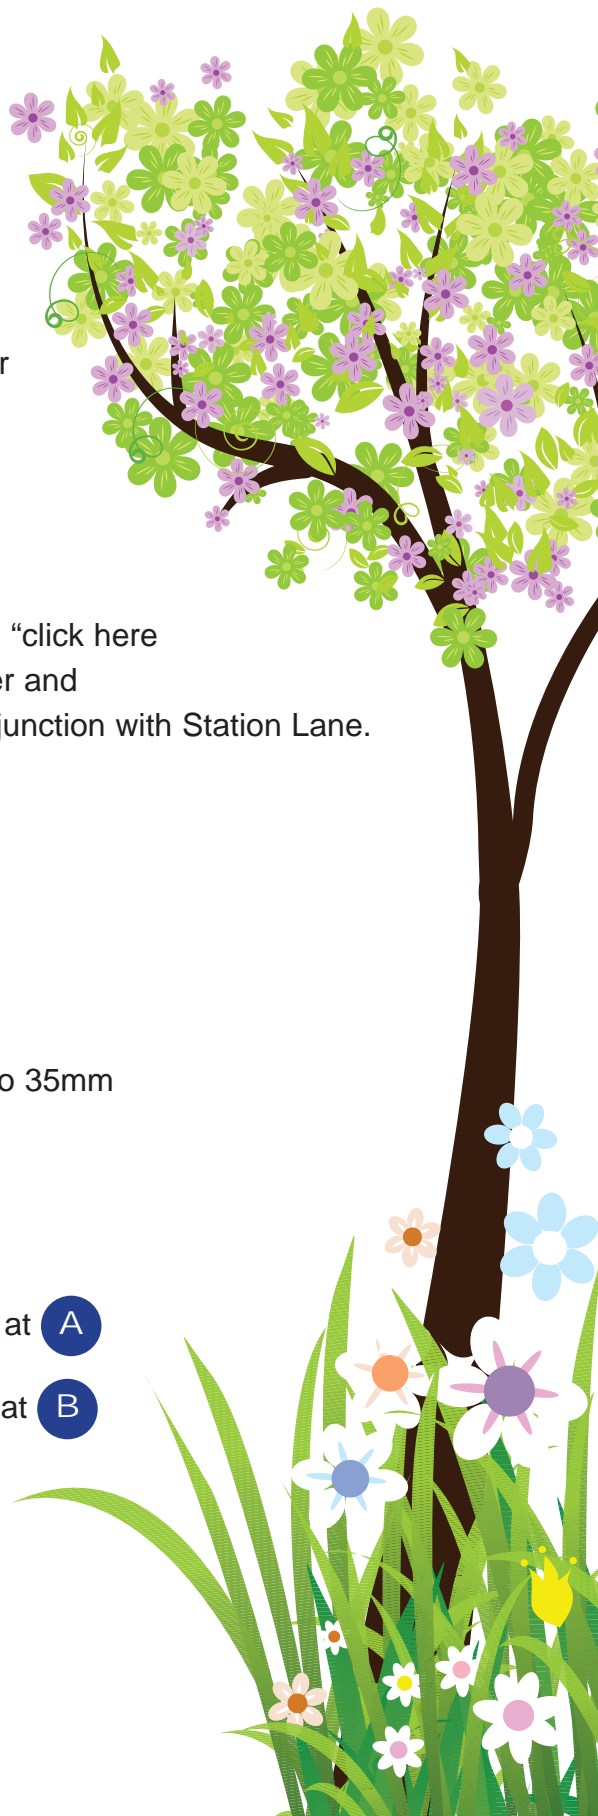 r
“click here
er and
junction with Station Lane.
o 35mm
at A
at B